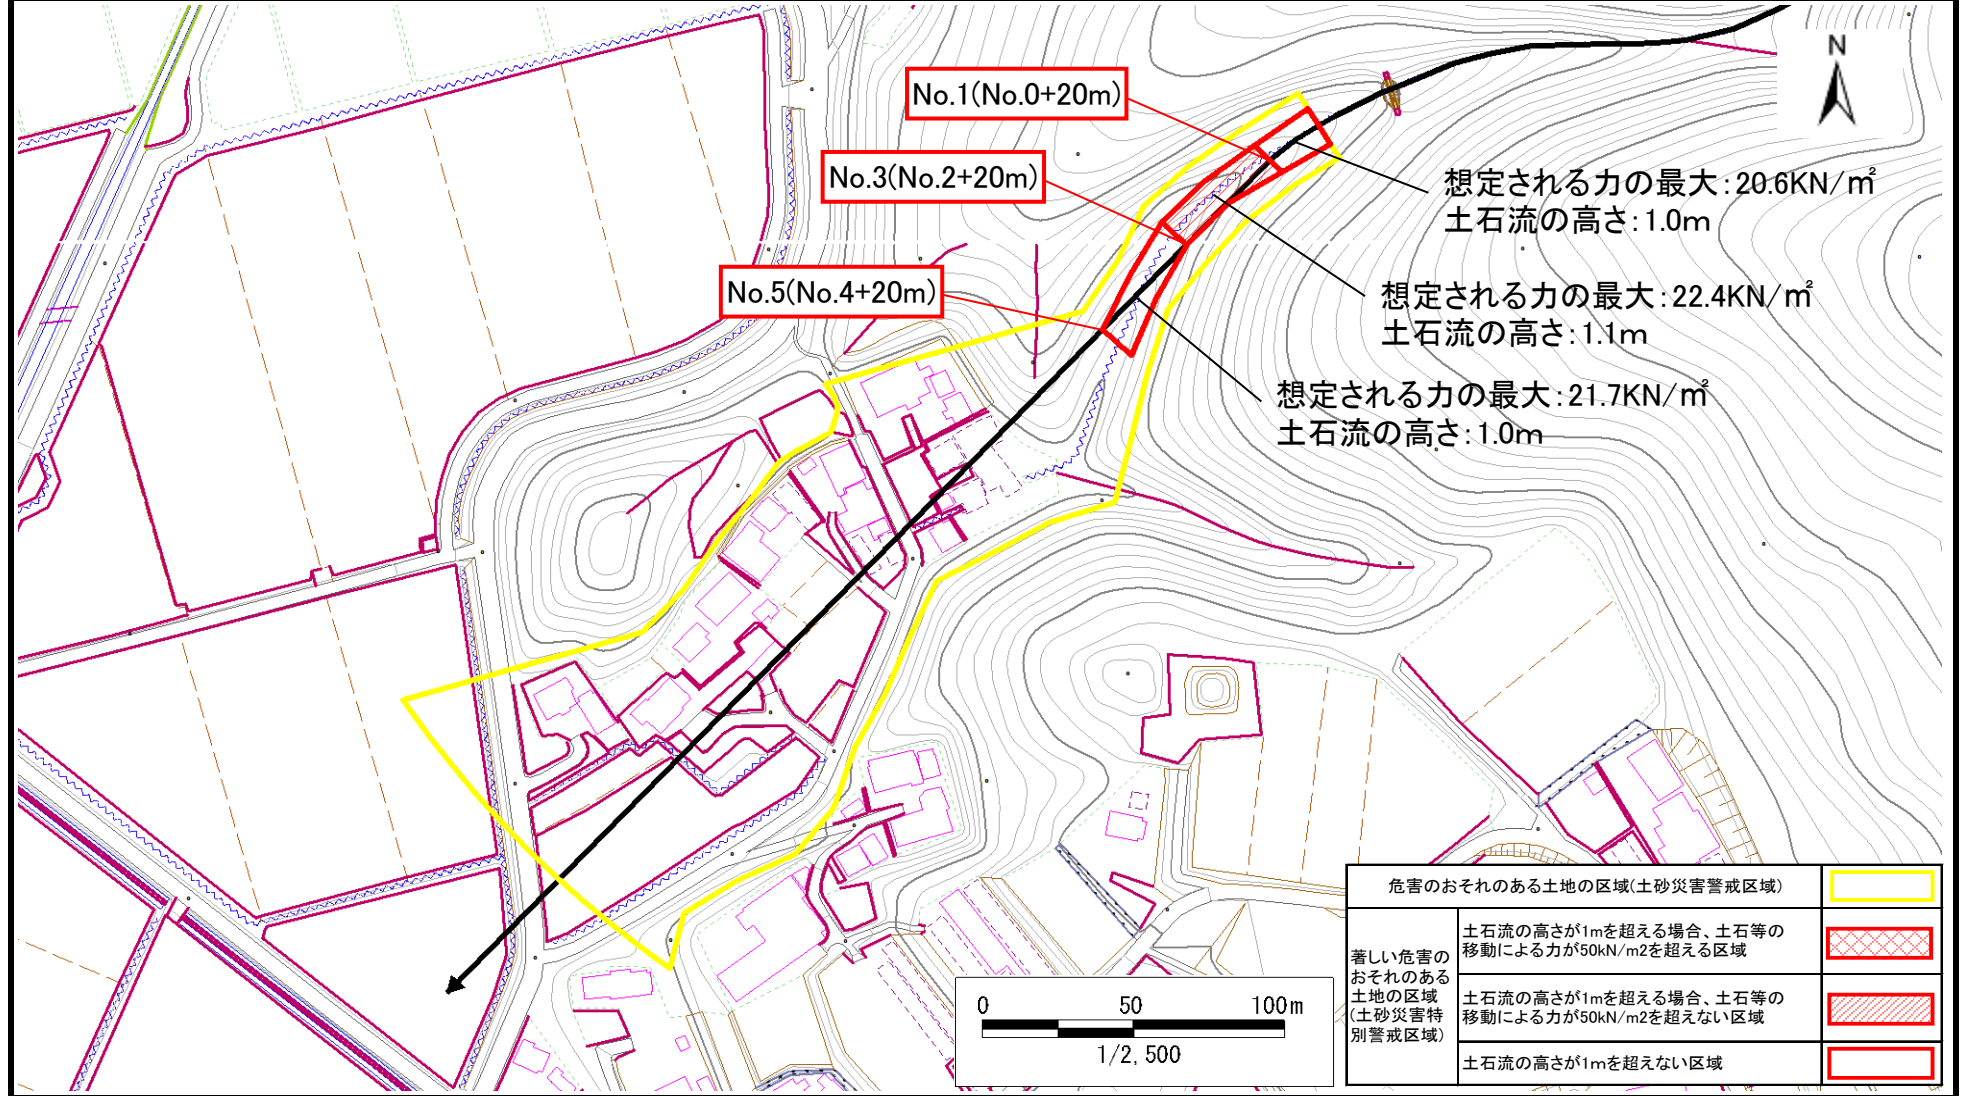 N
No.1(No.0+20m)
No.3(No.2+20m)
No.5(No.4+20m)
想定される力の最大:20.6KN/㎡
土石流の高さ:1.0m
想定される力の最大:22.4KN/㎡
土石流の高さ:1.1m
想定される力の最大:21.7KN/㎡
土石流の高さ:1.0m
0 50 100m
1/2,500
危害のおそれのある土地の区域(土砂災害警戒区域)
著しい危害の
おそれのある
土地の区域
(土砂災害特
別警戒区域)
土石流の高さが1mを超える場合、土石等の
移動による力が50kN/m2を超える区域
土石流の高さが1mを超える場合、土石等の
移動による力が50kN/m2を超えない区域
土石流の高さが1mを超えない区域